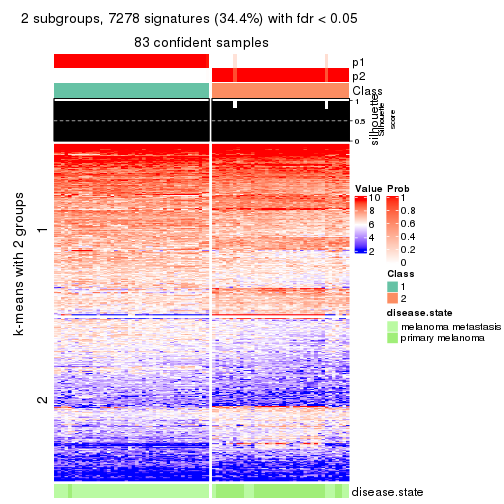 2 subgroups, 7278 signatures (34.4%) with fdr < 0.05
83 confident samples
p1
p2
Class
silhouette
Silhouette
score
1
0.5
0
k-means with 2 groups
1
2
Value
10
8
6
4
2
Prob
1
0.8
0.6
0.4
0.2
0
Class
1
2
disease.state
melanoma metastasis
primary melanoma
disease.state